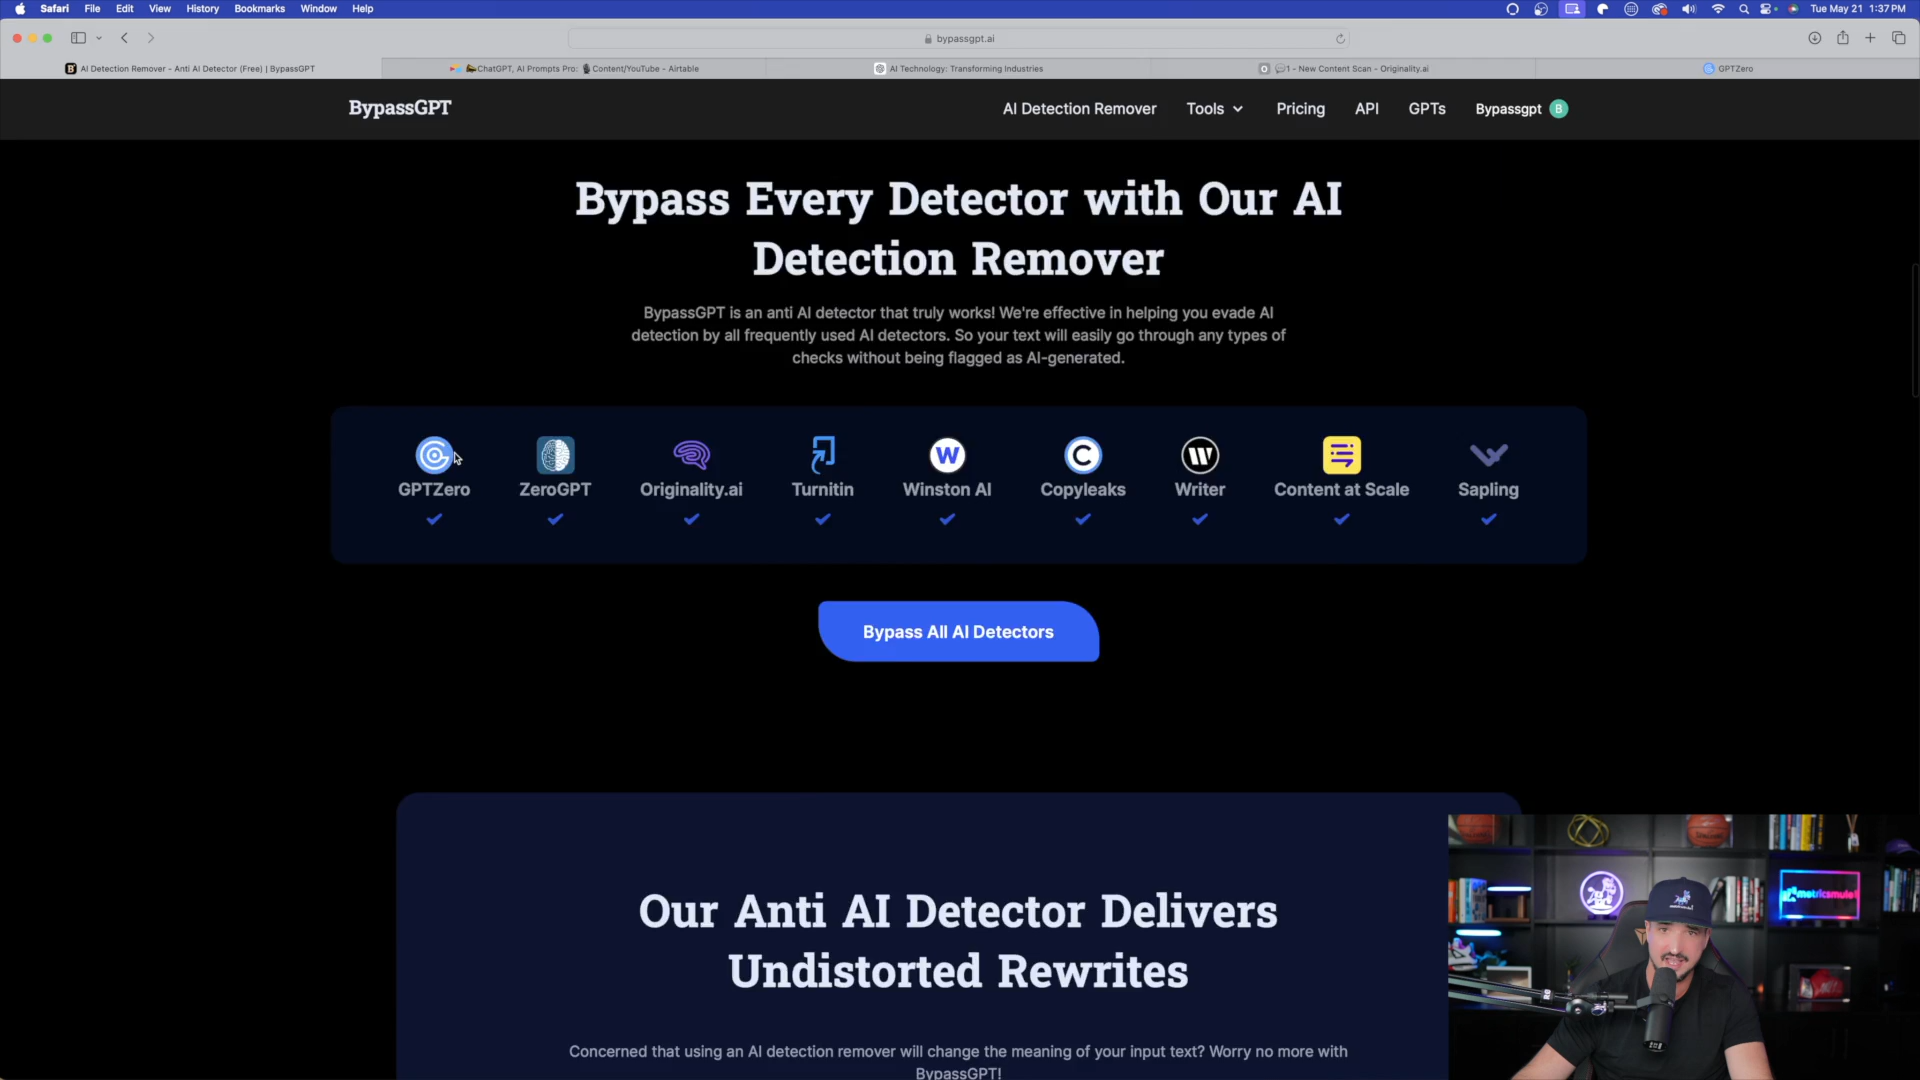 Safari File Edit View History Bookmarks Window Help Tue May 21 1:37 PM
bypassgpt.ai
AI Detection Remover - Anti AI Detector (Free) | BypassGPT
ChatGPT, AI Prompts Pro: Content/YouTube - Airtable
AI Technology: Transforming Industries
1 - New Content Scan - Originality.ai
GPTZero
BypassGPT AI Detection Remover Tools Pricing API GPTs Bypassgpt B
Bypass Every Detector with Our AI
Detection Remover
BypassGPT is an anti AI detector that truly works! We're effective in helping you evade AI
detection by all frequently used AI detectors. So your text will easily go through any types of
checks without being flagged as AI-generated.
GPTZero ZeroGPT Originality.ai Turnitin Winston AI Copyleaks Writer Content at Scale Sapling
Bypass All AI Detectors
Our Anti AI Detector Delivers
Undistorted Rewrites
Concerned that using an AI detection remover will change the meaning of your input text? Worry no more with
BypassGPT!
metricsmule